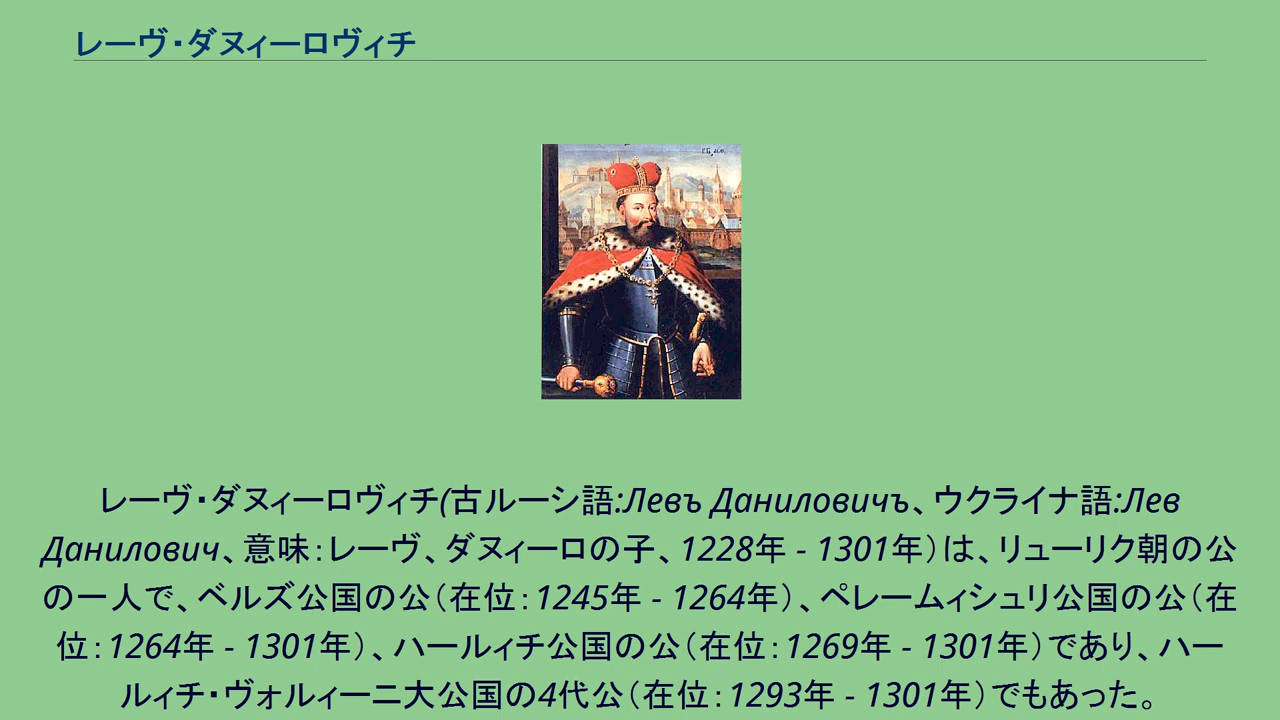 レーヴ・ダヌィーロヴィチ
レーヴ・ダヌィーロヴィチ(古ルーシ語:Левъ Даниловичъ、ウクライナ語:Лев
Данилович、意味：レーヴ、ダヌィーロの子、1228年 - 1301年）は、リューリク朝の公
の一人で、ベルズ公国の公（在位：1245年 - 1264年）、ペレームィシュリ公国の公（在
位：1264年 - 1301年）、ハールィチ公国の公（在位：1269年 - 1301年）であり、ハー
ルィチ・ヴォルィーニ大公国の4代公（在位：1293年 - 1301年）でもあった。